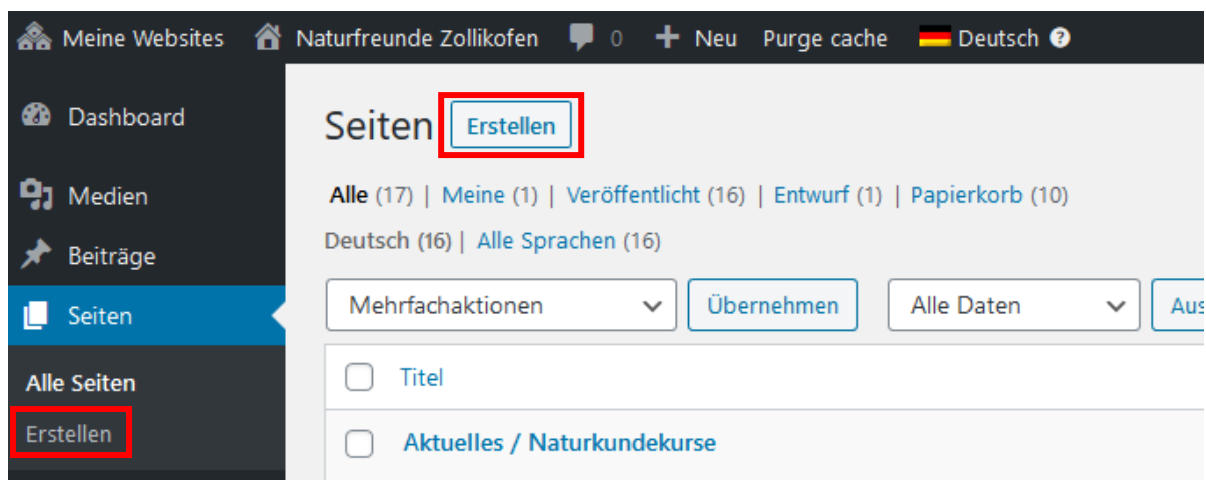 Meine Websites Naturfreunde Zollikofen 0 + Neu Purge cache Deutsch ?
Dashboard
Medien
Beiträge
Seiten
Alle Seiten
Erstellen
Seiten Erstellen
Alle (17) | Meine (1) | Veröffentlicht (16) | Entwurf (1) | Papierkorb (10)
Deutsch (16) | Alle Sprachen (16)
Mehrfachaktionen Übernehmen Alle Daten Aus
Titel
Aktuelles / Naturkundekurse